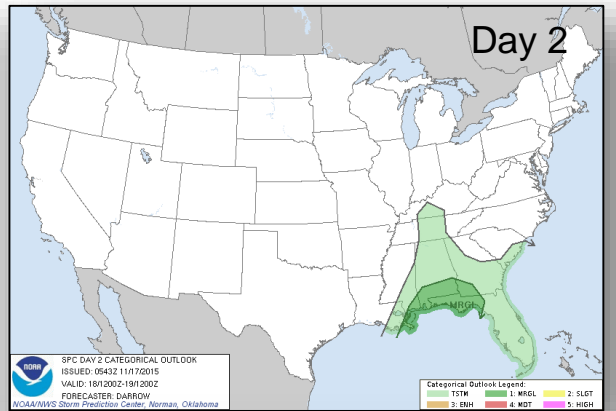 Day 2
MRGL
NOAA
SPC DAY 2 CATEGORICAL OUTLOOK
ISSUED: 0543Z 11/17/2015
VALID: 18/1200Z-19/1200Z
FORECASTER: DARROW
NOAA/NWS Storm Prediction Center, Norman, Oklahoma
Categorical Outlook Legend:
TSTM 1: MRGL 2: SLGT
3: ENH 4: MDT 5: HIGH